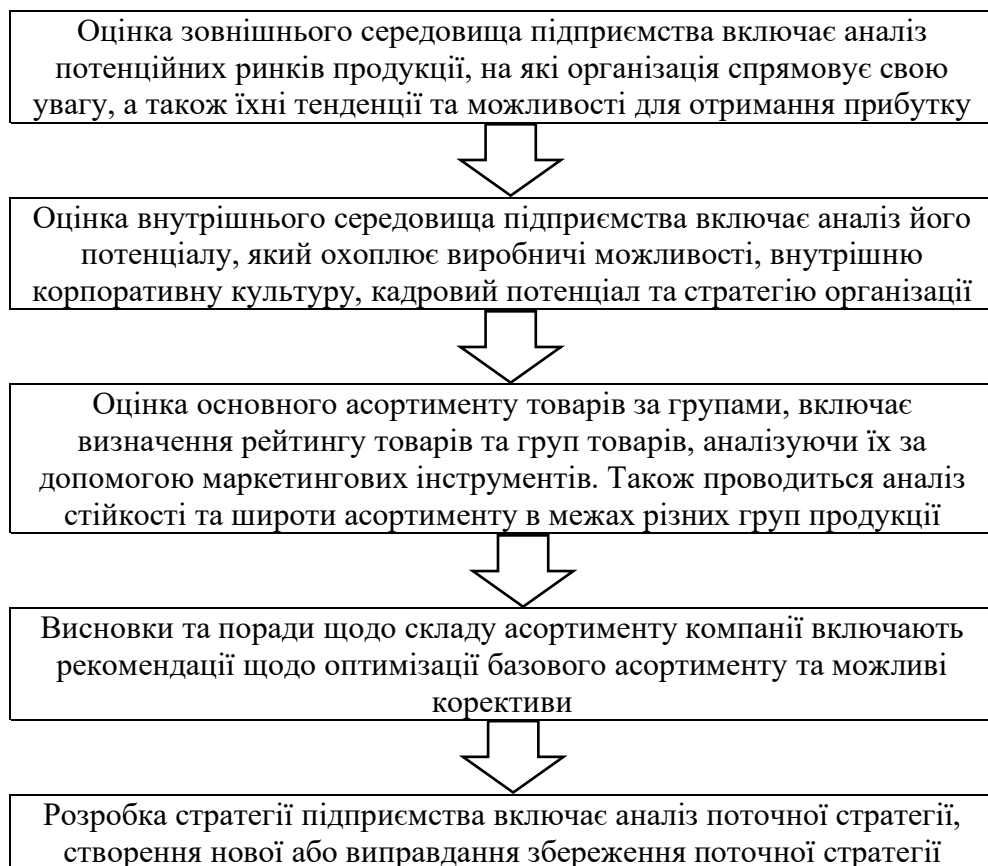 Оцінка зовнішнього середовища підприємства включає аналіз
потенційних ринків продукції, на які організація спрямовує свою
увагу, а також їхні тенденції та можливості для отримання прибутку
Оцінка внутрішнього середовища підприємства включає аналіз його
потенціалу, який охоплює виробничі можливості, внутрішню
корпоративну культуру, кадровий потенціал та стратегію організації
Оцінка основного асортименту товарів за групами, включає
визначення рейтингу товарів та груп товарів, аналізуючи їх за
допомогою маркетингових інструментів. Також проводиться аналіз
стійкості та широти асортименту в межах різних груп продукції
Висновки та поради щодо складу асортименту компанії включають
рекомендації щодо оптимізації базового асортименту та можливі
корективи
Розробка стратегії підприємства включає аналіз поточної стратегії,
створення нової або виправдання збереження поточної стратегії